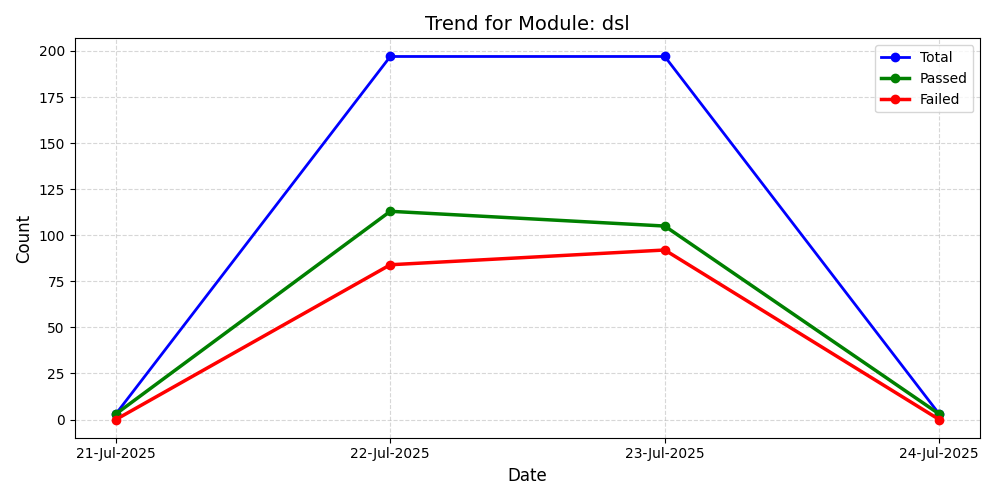 Trend for Module: dsl
Total
Passed
Failed
Count
200
175
150
125
100
75
50
25
0
21-Jul-2025
22-Jul-2025
23-Jul-2025
24-Jul-2025
Date